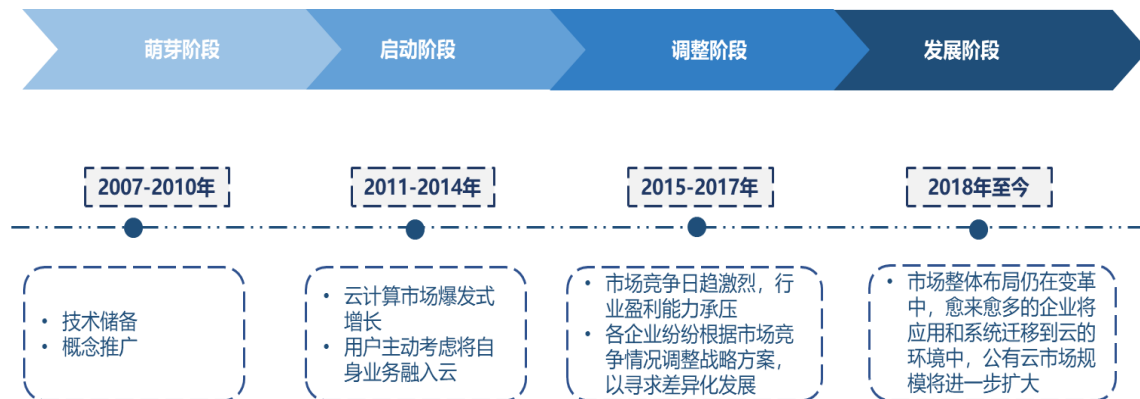 萌芽阶段
启动阶段
调整阶段
发展阶段
2007-2010年
2011-2014年
2015-2017年
2018年至今
• 技术储备
• 概念推广
• 云计算市场爆发式
增长
• 用户主动考虑将自
身业务融入云
• 市场竞争日趋激烈，行
业盈利能力承压
• 各企业纷纷根据市场竞
争情况调整战略方案，
以寻求差异化发展
• 市场整体布局仍在变革
中，愈来愈多的企业将
应用和系统迁移到云的
环境中，公有云市场规
模将进一步扩大